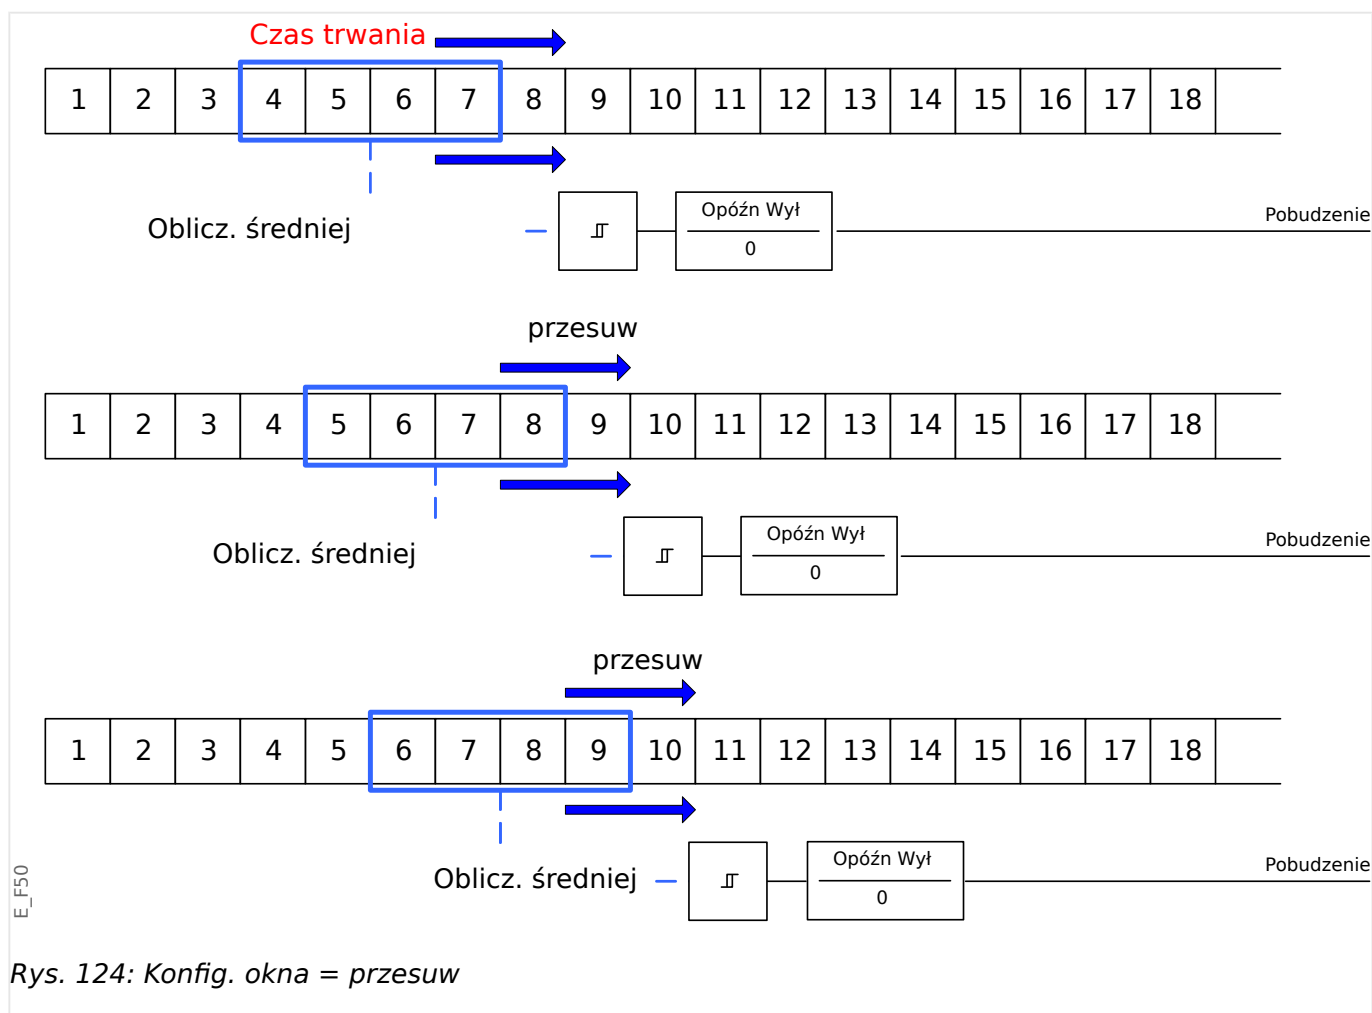 Czas trwania
1 2 3 4 5 6 7 8 9 10 11 12 13 14 15 16 17 18
Opóźn Wył
Oblicz. średniej
0
Pobudzenie
przesuw
1 2 3 4 5 6 7 8 9 10 11 12 13 14 15 16 17 18
Opóźn Wył
Oblicz. średniej
0
Pobudzenie
przesuw
1 2 3 4 5 6 7 8 9 10 11 12 13 14 15 16 17 18
Opóźn Wył
Oblicz. średniej
0
Pobudzenie
E_F50
Rys. 124: Konfig. okna = przesuw